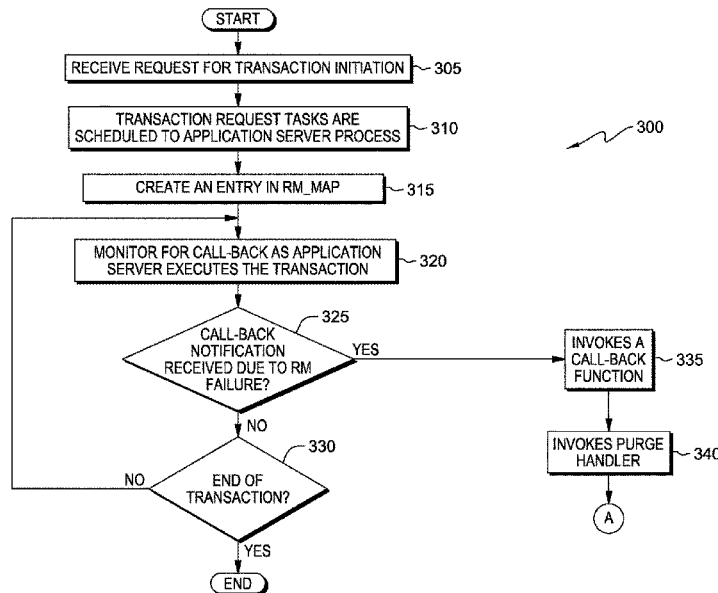 START
RECEIVE REQUEST FOR TRANSACTION INITIATION
305
TRANSACTION REQUEST TASKS ARE
SCHEDULED TO APPLICATION SERVER PROCESS
310
300
CREATE AN ENTRY IN RM_MAP
315
MONITOR FOR CALL-BACK AS APPLICATION
SERVER EXECUTES THE TRANSACTION
320
325
CALL-BACK
NOTIFICATION
RECEIVED DUE TO RM
FAILURE?
YES
INVOKES A
CALL-BACK
FUNCTION
335
NO
330
INVOKES PURGE
HANDLER
340
NO
END OF
TRANSACTION?
A
YES
END